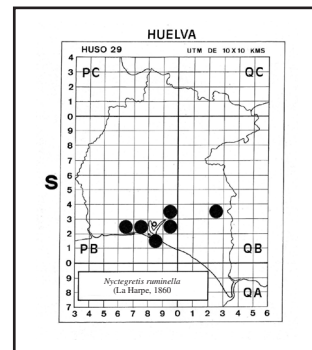 HUELVA
HUSO 29 UTM DE 10 X 10 KMS
4
3 PC QC
2
1
0
9
8
7
S 6
5
4
3
2
1 PB QB
0
9
8 QA
7
Nyctegretis ruminella
(La Harpe, 1860
3 4 5 6 7 8 9 0 1 2 3 4 5 6